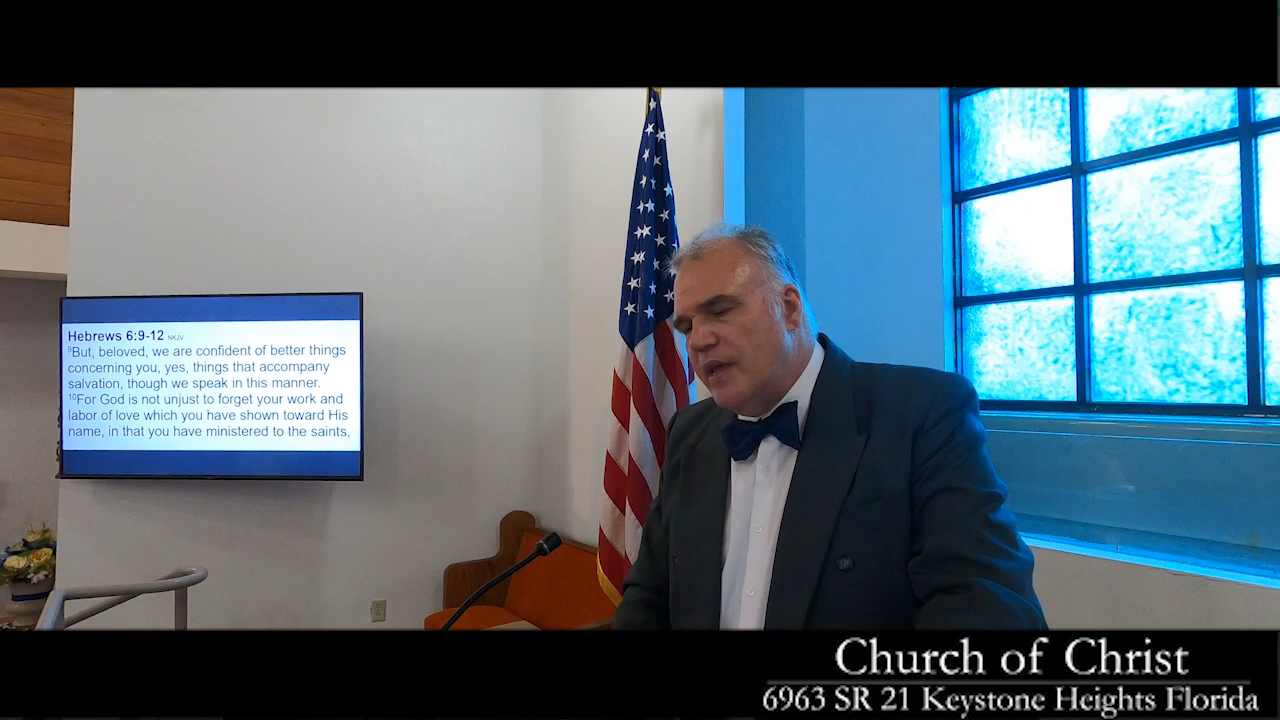 Hebrews 6:9-12 NKJV
9But, beloved, we are confident of better things
concerning you, yes, things that accompany
salvation, though we speak in this manner.
10For God is not unjust to forget your work and
labor of love which you have shown toward His
name, in that you have ministered to the saints,
Church of Christ
6963 SR 21 Keystone Heights Florida